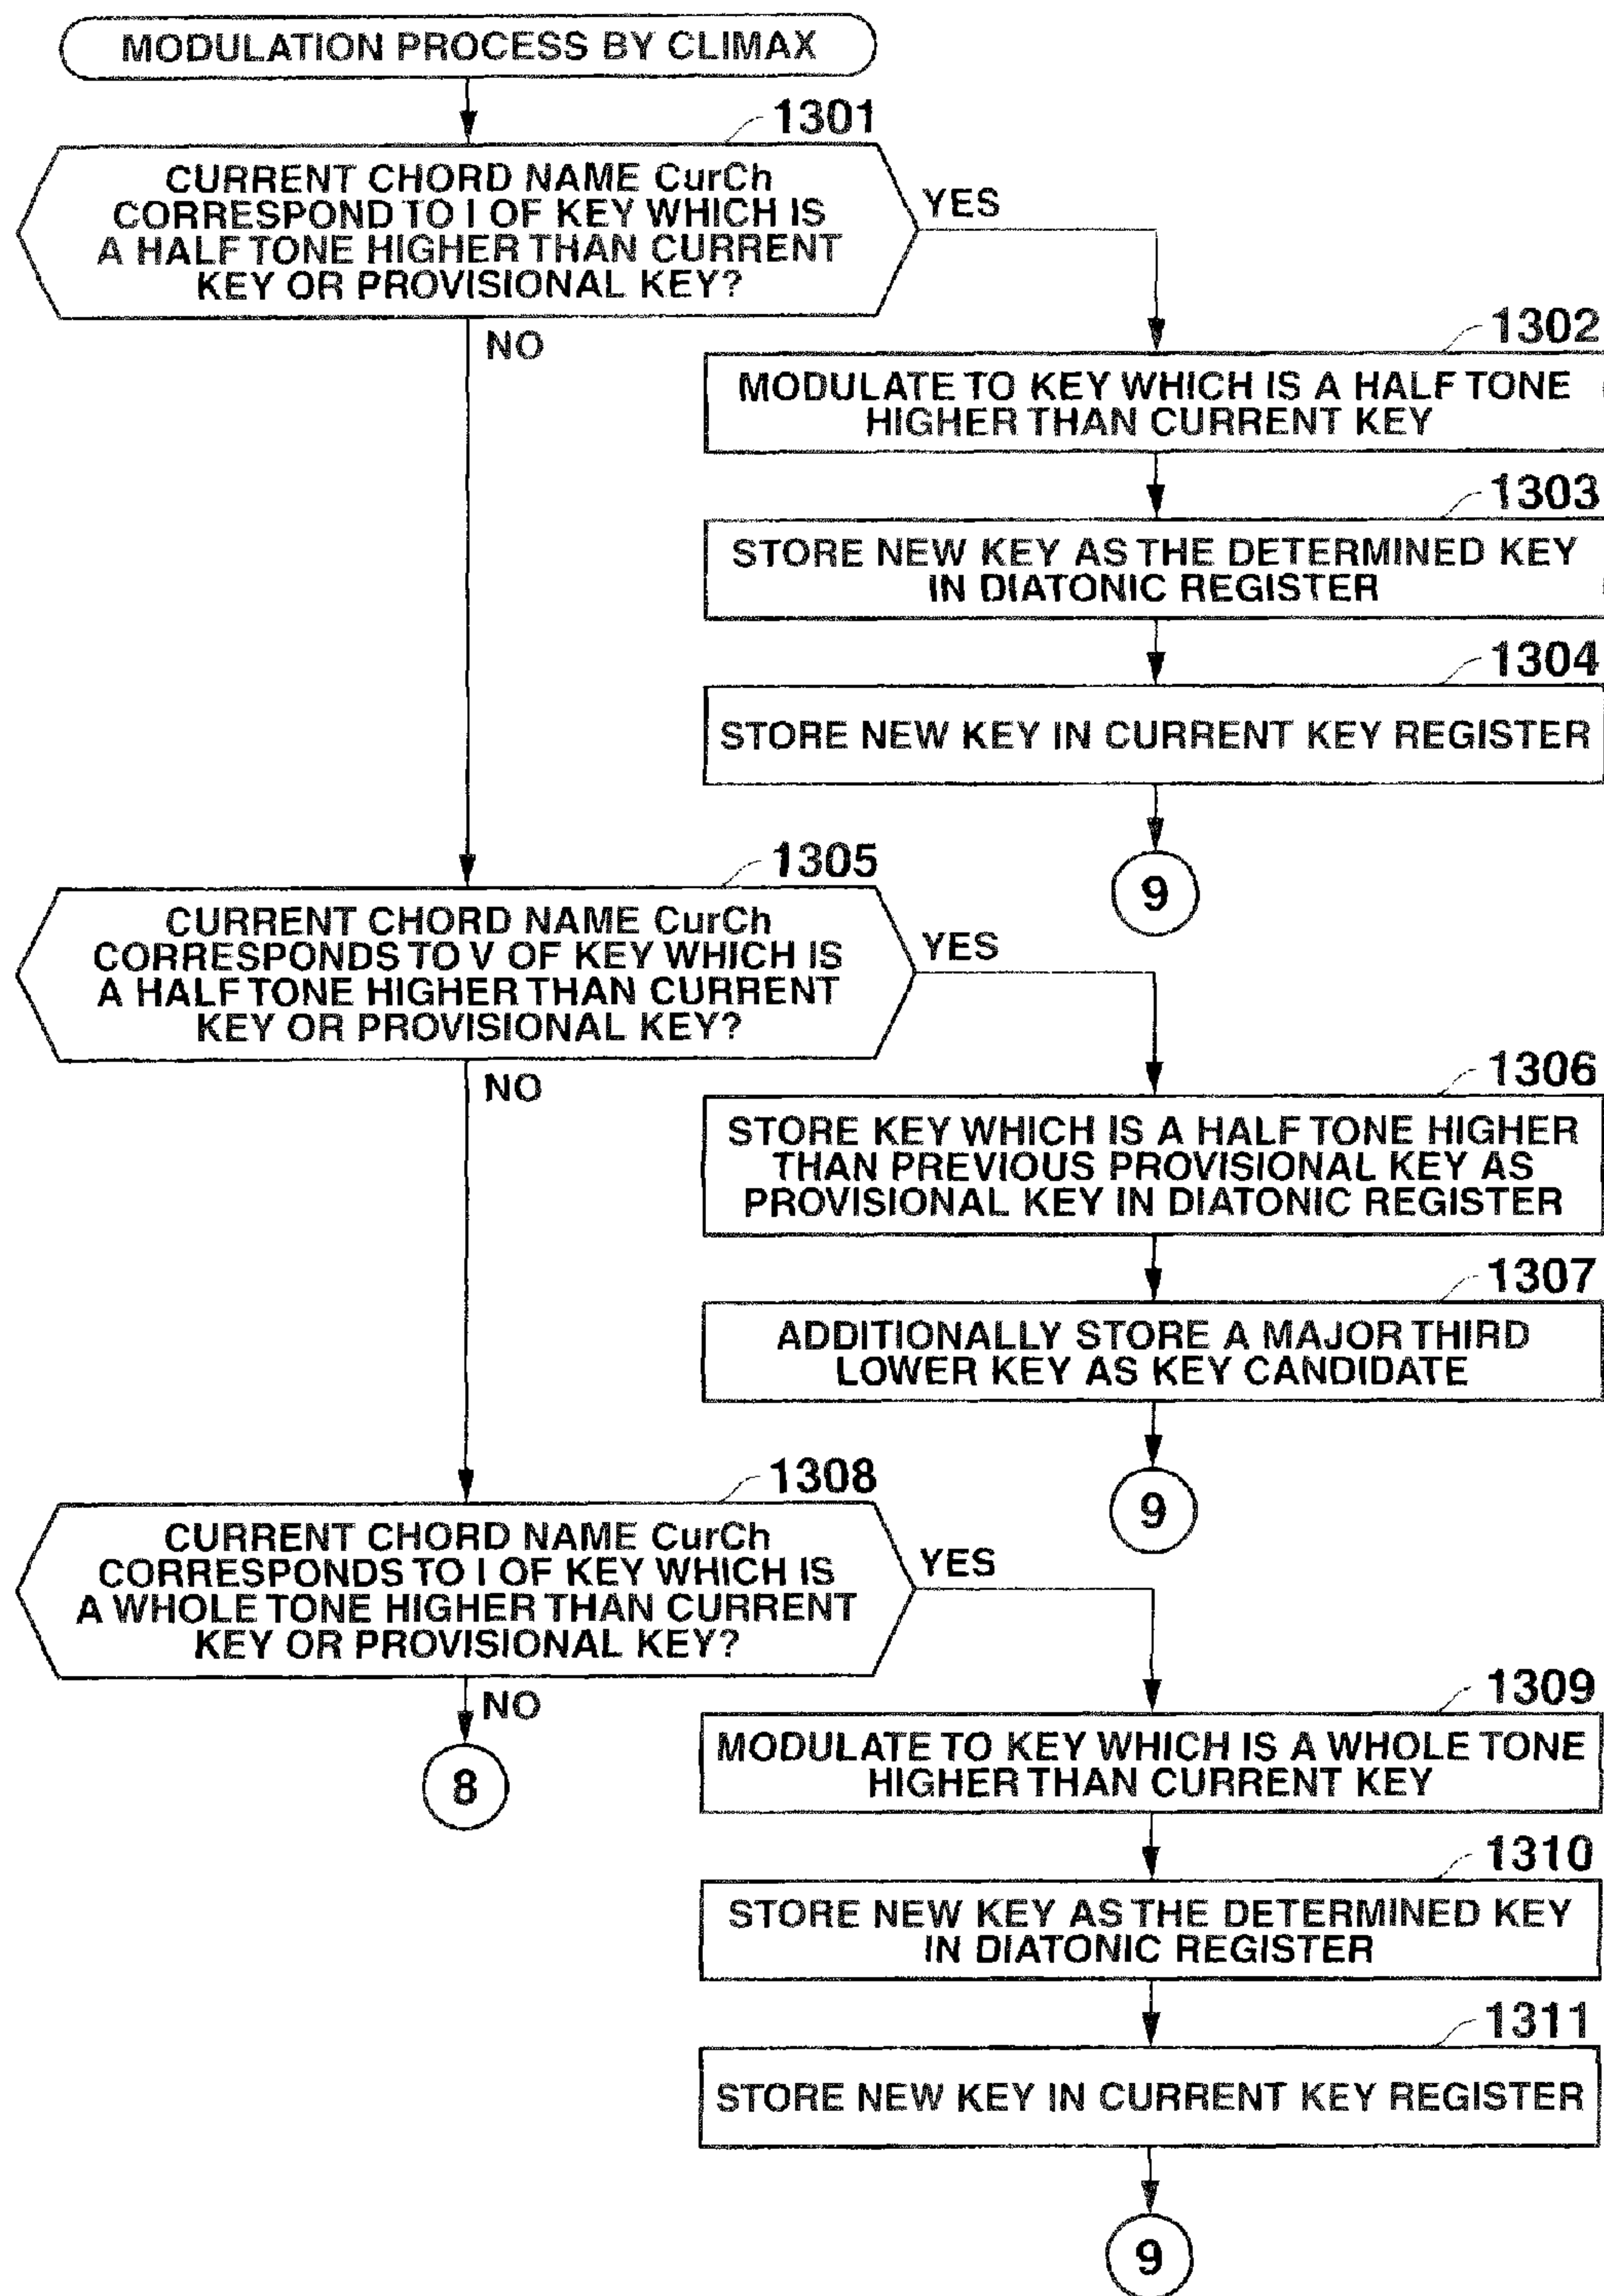 MODULATION PROCESS BY CLIMAX
1301
CURRENT CHORD NAME CurCh
CORRESPOND TO I OF KEY WHICH IS
A HALF TONE HIGHER THAN CURRENT
KEY OR PROVISIONAL KEY?
YES
NO
1302
MODULATE TO KEY WHICH IS A HALF TONE
HIGHER THAN CURRENT KEY
1303
STORE NEW KEY AS THE DETERMINED KEY
IN DIATONIC REGISTER
1304
STORE NEW KEY IN CURRENT KEY REGISTER
9
1305
CURRENT CHORD NAME CurCh
CORRESPONDS TO V OF KEY WHICH IS
A HALF TONE HIGHER THAN CURRENT
KEY OR PROVISIONAL KEY?
YES
NO
1306
STORE KEY WHICH IS A HALF TONE HIGHER
THAN PREVIOUS PROVISIONAL KEY AS
PROVISIONAL KEY IN DIATONIC REGISTER
1307
ADDITIONALLY STORE A MAJOR THIRD
LOWER KEY AS KEY CANDIDATE
9
1308
CURRENT CHORD NAME CurCh
CORRESPONDS TO I OF KEY WHICH IS
A WHOLE TONE HIGHER THAN CURRENT
KEY OR PROVISIONAL KEY?
YES
NO
8
1309
MODULATE TO KEY WHICH IS A WHOLE TONE
HIGHER THAN CURRENT KEY
1310
STORE NEW KEY AS THE DETERMINED KEY
IN DIATONIC REGISTER
1311
STORE NEW KEY IN CURRENT KEY REGISTER
9